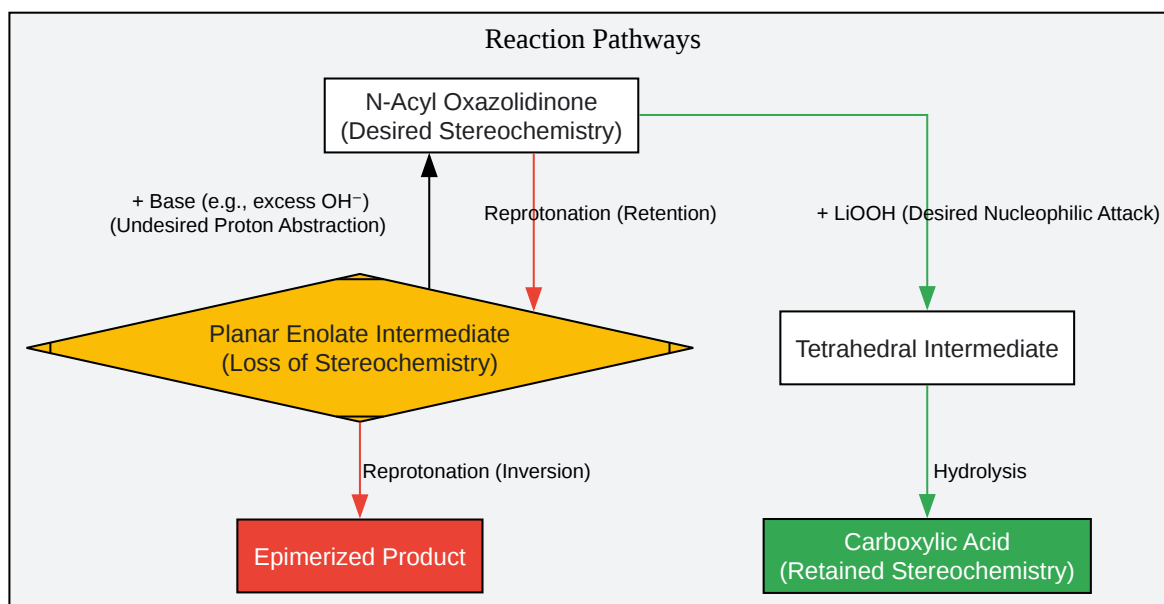 Reaction Pathways
N-Acyl Oxazolidinone
(Desired Stereochemistry)
+ Base (e.g., excess OH⁻)
(Undesired Proton Abstraction)
Reprotonation (Retention)
+ LiOOH (Desired Nucleophilic Attack)
Planar Enolate Intermediate
(Loss of Stereochemistry)
Tetrahedral Intermediate
Reprotonation (Inversion)
Hydrolysis
Epimerized Product
Carboxylic Acid
(Retained Stereochemistry)